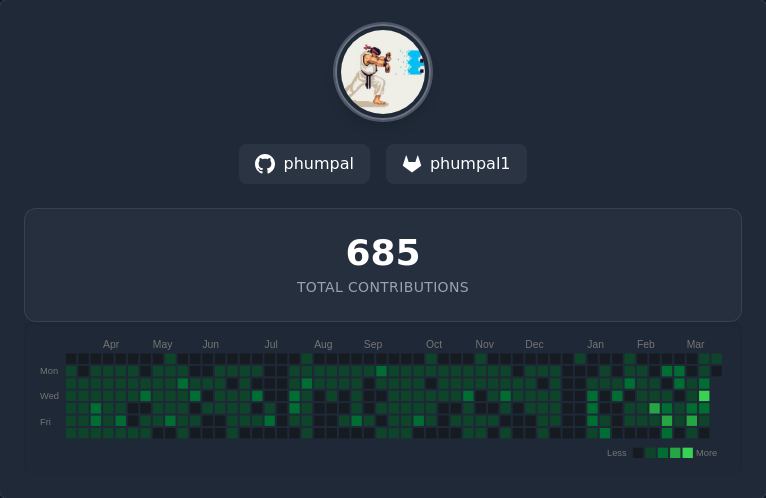 phumpal phumpal1
685
TOTAL CONTRIBUTIONS
Apr May Jun Jul Aug Sep Oct Nov Dec Jan Feb Mar
Mon
Wed
Fri
Less More